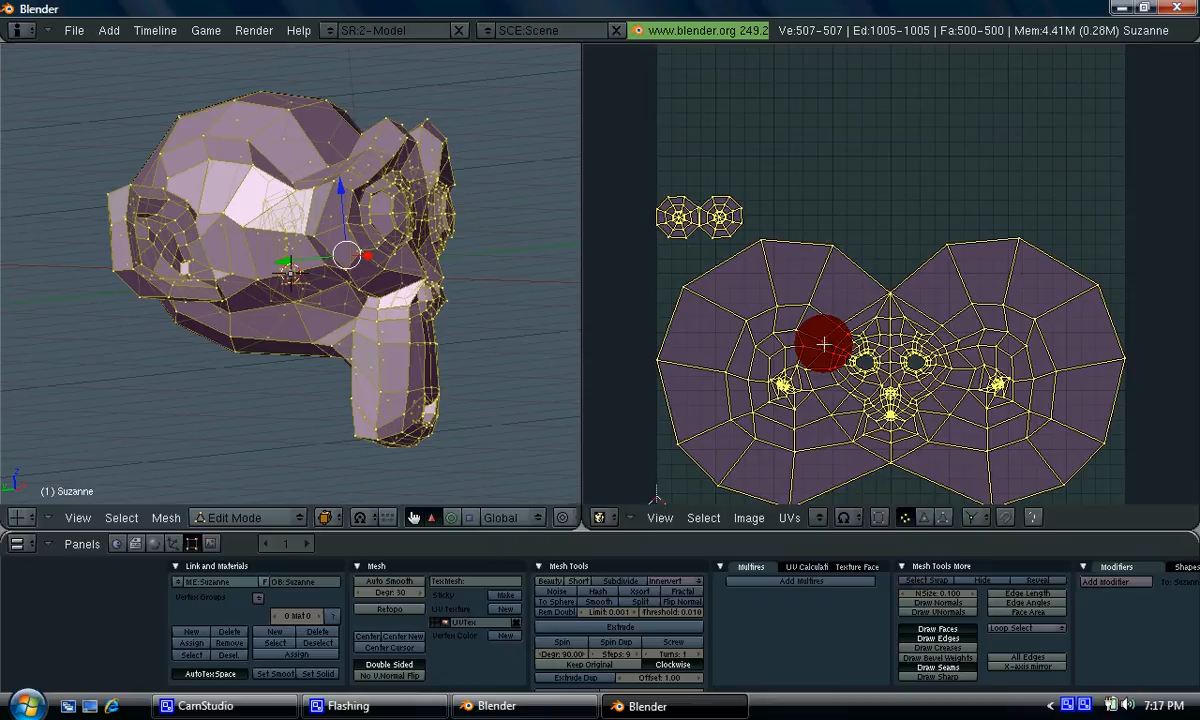 Blender
File Add Timeline Game Render Help SR:2-Model SCE:Scene www.blender.org 249.2 Ve:507-507 | Ed:1005-1005 | Fa:500-500 | Mem:4.41M (0.28M) Suzanne
(1) Suzanne
View Select Mesh Edit Mode Global View Select Image UVs
Panels 1
Link and Materials Mesh Mesh Tools Multires UV Calculati Texture Face Mesh Tools More Modifiers Shapes
ME:Suzanne F OB:Suzanne Auto Smooth TexMesh: Beauty Short Subdivide Innervert Add Multires Select Swap Hide Reveal Add Modifier To: Suzanne
Vertex Groups Degr: 30 Sticky Make Noise Hash Xsort Fractal NSize: 0.100 Edge Length
Retopo UV Texture New To Sphere Smooth Split Flip Normal Draw Normals Edge Angles
0 Mat 0 ? UVTex Rem Doubl Limit: 0.001 Threshold: 0.010 Draw VNormals Face Area
New Delete New Delete Center Center New Vertex Color New Extrude Draw Faces Loop Select
Assign Remove Select Deselect Center Cursor Spin Spin Dup Screw Draw Edges
Select Desel. Assign Double Sided Degr: 90.00 Steps: 9 Turns: 1 Draw Creases
AutoTexSpace Set Smoot Set Solid No V.Normal Flip Keep Original Clockwise Draw Bevel Weights All Edges
Extrude Dup Offset: 1.00 Draw Seams X-axis mirror
Draw Sharp
CamStudio Flashing Blender Blender 7:17 PM